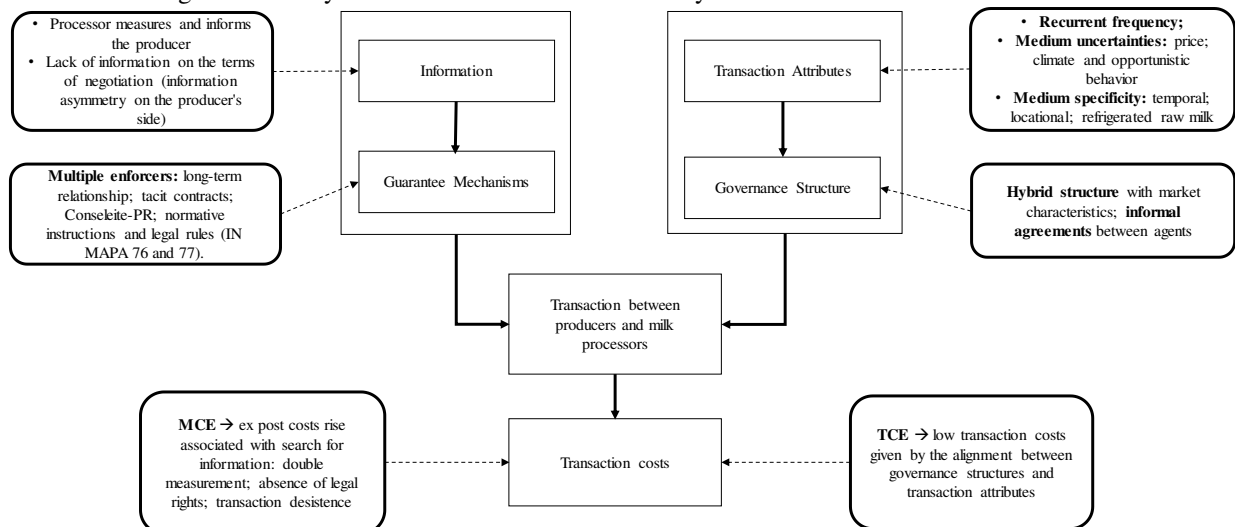 • Processor measures and informs
the producer
• Lack of information on the terms
of negotiation (information
asymmetry on the producer's
side)
Information
Transaction Attributes
• Recurrent frequency;
• Medium uncertainties: price;
climate and opportunistic
behavior
• Medium specificity: temporal;
locational; refrigerated raw milk
Multiple enforcers: long-term
relationship; tacit contracts;
Conseleite-PR; normative
instructions and legal rules (IN
MAPA 76 and 77).
Guarantee Mechanisms
Governance Structure
Hybrid structure with market
characteristics; informal
agreements between agents
Transaction between
producers and milk
processors
MCE → ex post costs rise
associated with search for
information: double
measurement; absence of legal
rights; transaction desistence
Transaction costs
TCE → low transaction costs
given by the alignment between
governance structures and
transaction attributes